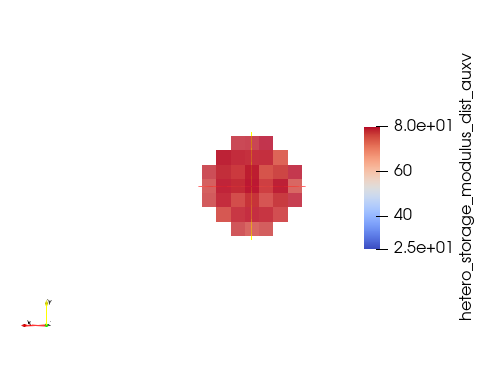 8.0e+01
60
40
2.5e+01
hetero_storage_modulus_dist_auxv
Y
X